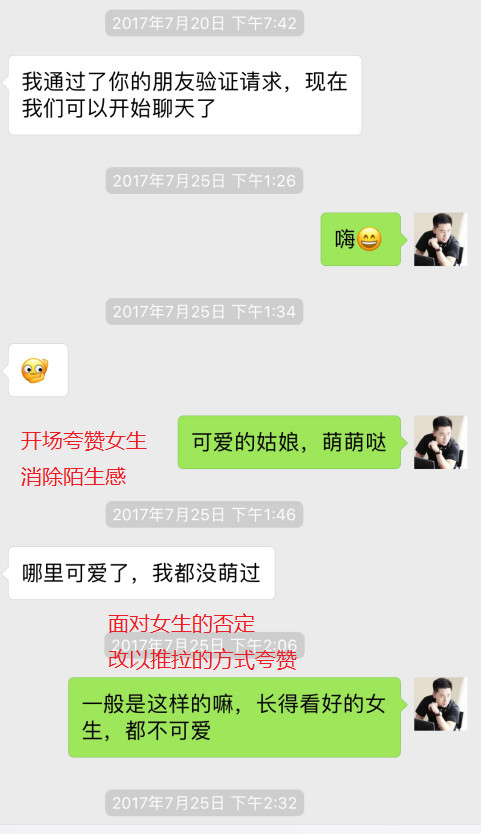 2017年7月20日 下午7:42
我通过了你的朋友验证请求，现在
我们可以开始聊天了
2017年7月25日 下午1:26
嗨😄
2017年7月25日 下午1:34
开场夸赞女生
消除陌生感
可爱的姑娘，萌萌哒
2017年7月25日 下午1:46
哪里可爱了，我都没萌过
面对女生的否定
2017年7月25日 下午2:06
改以推拉的方式夸赞
一般是这样的嘛，长得看好的女
生，都不可爱
2017年7月25日 下午2:32